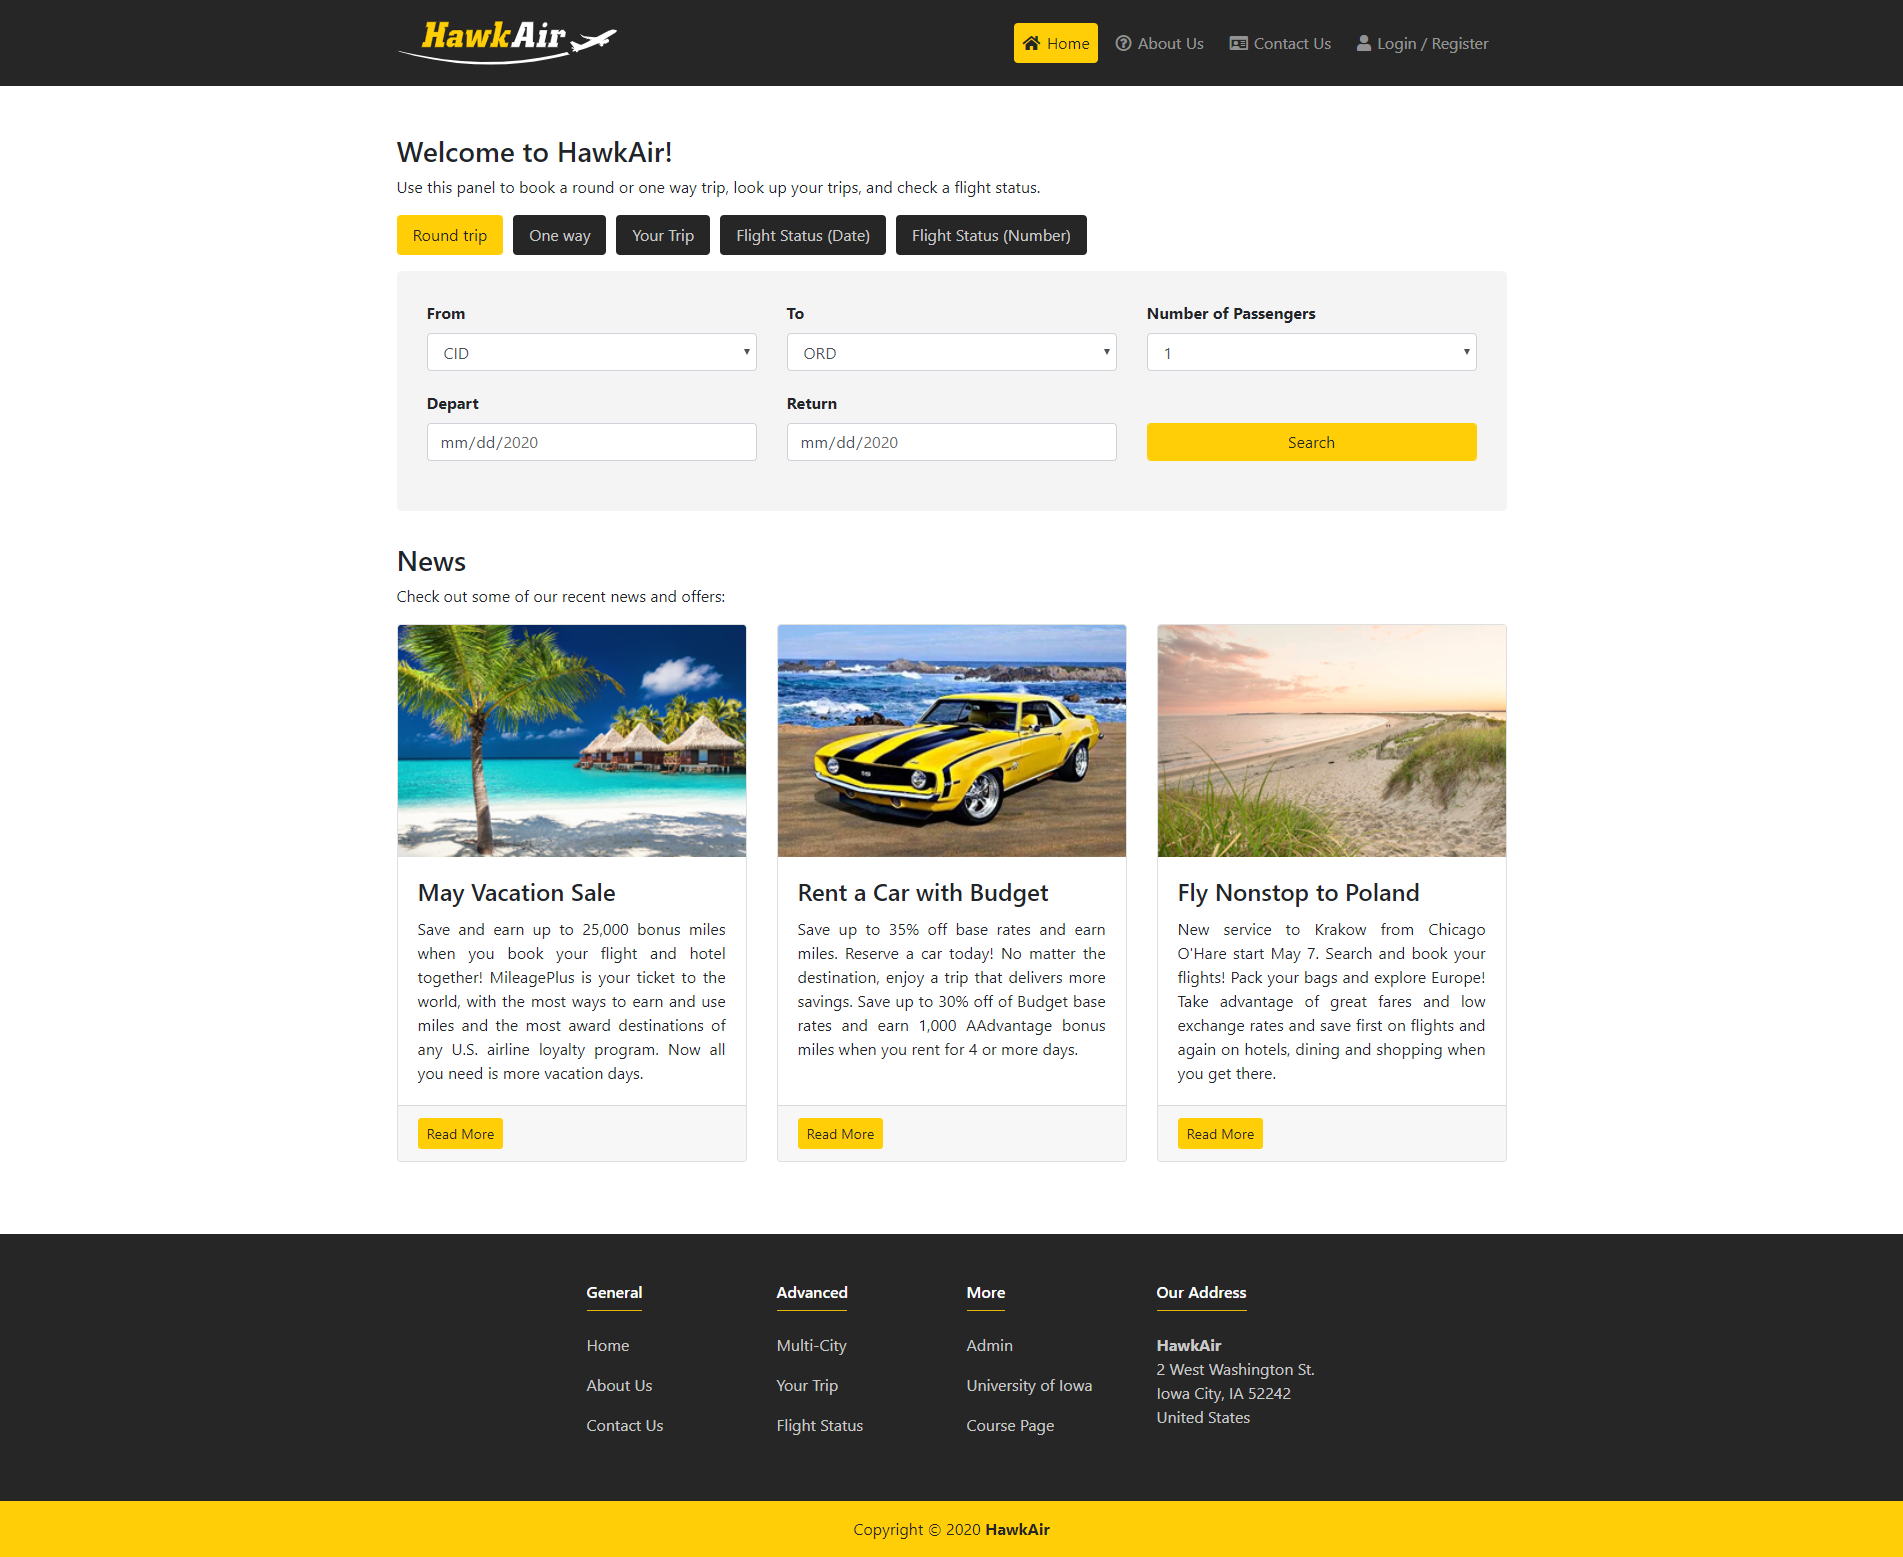 HawkAir
Home
About Us
Contact Us
Login / Register
Welcome to HawkAir!
Use this panel to book a round or one way trip, look up your trips, and check a flight status.
Round trip
One way
Your Trip
Flight Status (Date)
Flight Status (Number)
From
To
Number of Passengers
CID
ORD
1
Depart
Return
mm/dd/2020
mm/dd/2020
Search
News
Check out some of our recent news and offers:
May Vacation Sale
Save and earn up to 25,000 bonus miles
when you book your flight and hotel
together! MileagePlus is your ticket to the
world, with the most ways to earn and use
miles and the most award destinations of
any U.S. airline loyalty program. Now all
you need is more vacation days.
Read More
Rent a Car with Budget
Save up to 35% off base rates and earn
miles. Reserve a car today! No matter the
destination, enjoy a trip that delivers more
savings. Save up to 30% off of Budget base
rates and earn 1,000 AAdvantage bonus
miles when you rent for 4 or more days.
Read More
Fly Nonstop to Poland
New service to Krakow from Chicago
O'Hare start May 7. Search and book your
flights! Pack your bags and explore Europe!
Take advantage of great fares and low
exchange rates and save first on flights and
again on hotels, dining and shopping when
you get there.
Read More
General
Home
About Us
Contact Us
Advanced
Multi-City
Your Trip
Flight Status
More
Admin
University of Iowa
Course Page
Our Address
HawkAir
2 West Washington St.
Iowa City, IA 52242
United States
Copyright © 2020 HawkAir